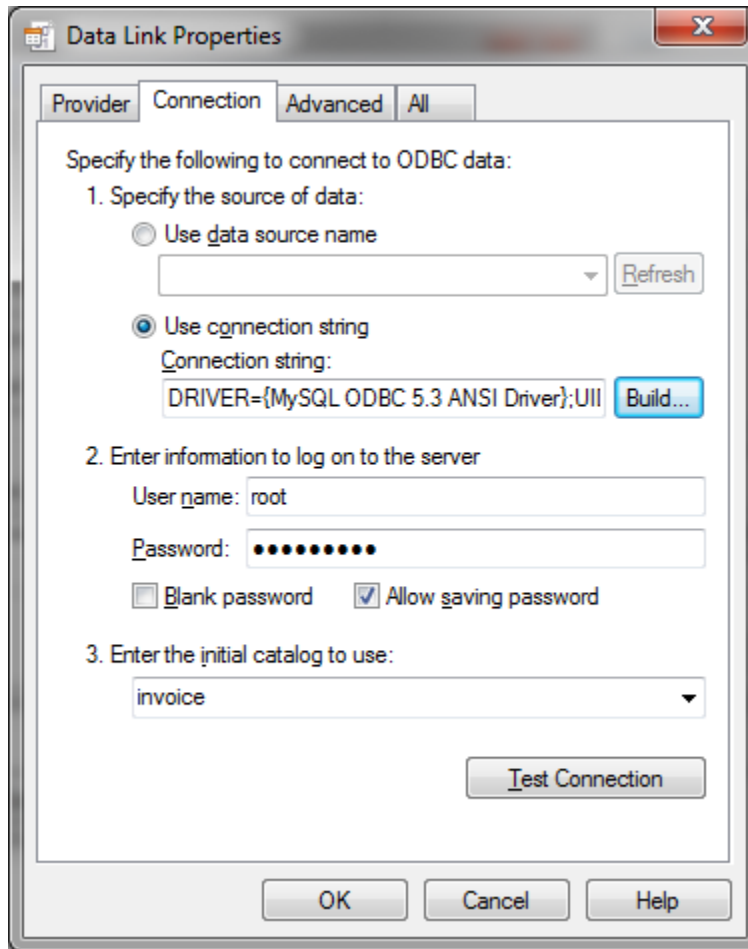 Data Link Properties
Provider Connection Advanced All
Specify the following to connect to ODBC data:
1. Specify the source of data:
Use data source name
Refresh
Use connection string
Connection string:
DRIVER={MySQL ODBC 5.3 ANSI Driver};UII Build...
2. Enter information to log on to the server
User name: root
Password: ●●●●●●●●●
Blank password Allow saving password
3. Enter the initial catalog to use:
invoice
Test Connection
OK Cancel Help